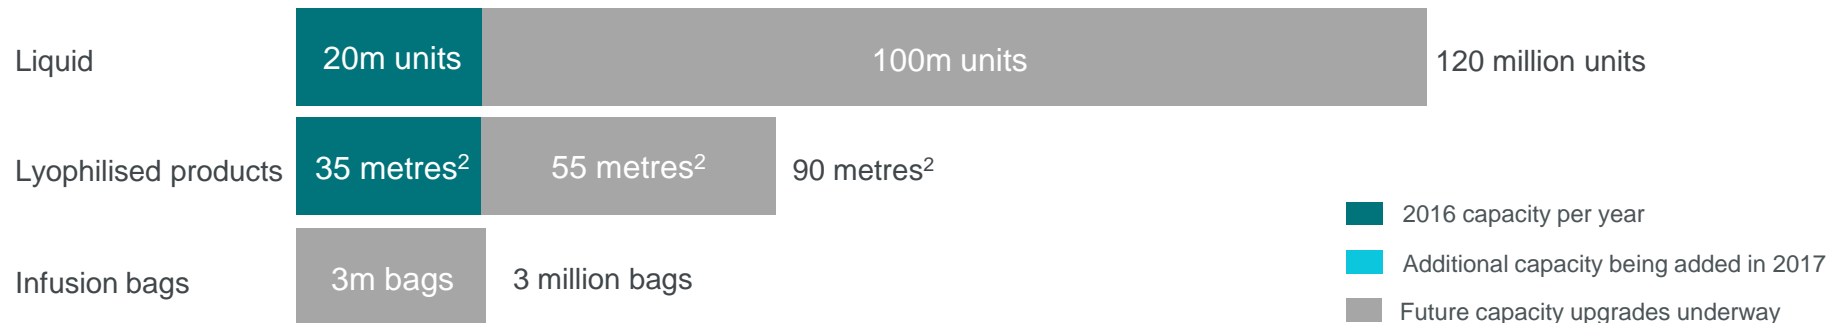 Liquid 20m units 100m units 120 million units
Lyophilised products 35 metres² 55 metres² 90 metres²
2016 capacity per year
Additional capacity being added in 2017
Infusion bags 3m bags 3 million bags
Future capacity upgrades underway